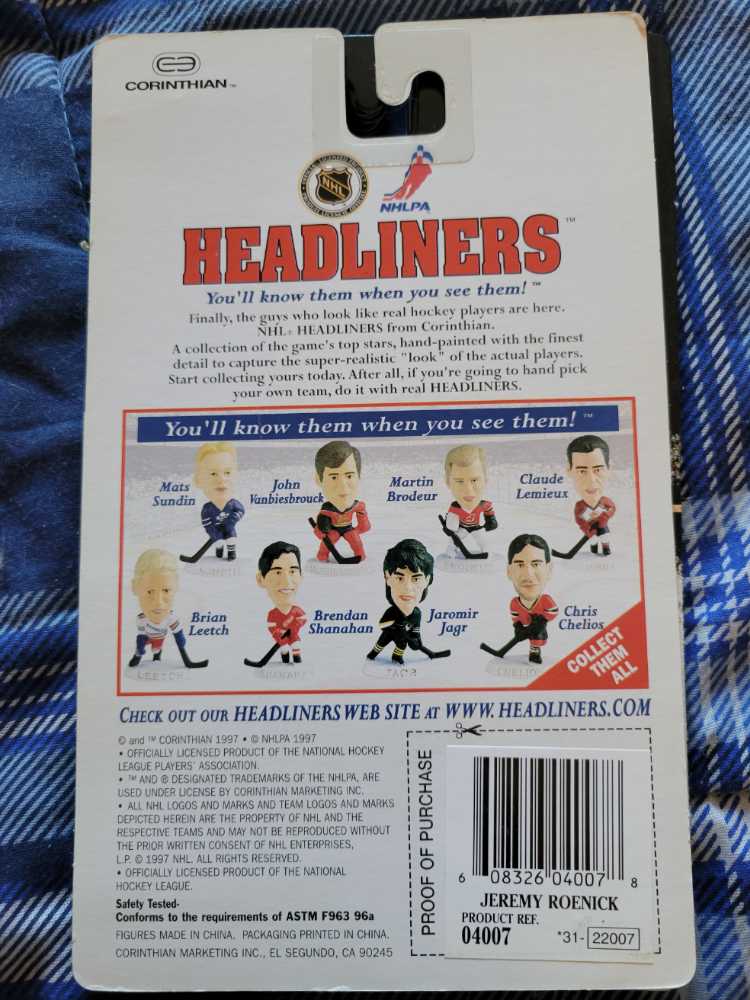 CORINTHIAN™
NHL
NHLPA
HEADLINERS™
You'll know them when you see them! ™
Finally, the guys who look like real hockey players are here.
NHL® HEADLINERS from Corinthian.
A collection of the game's top stars, hand-painted with the finest
detail to capture the super-realistic "look" of the actual players.
Start collecting yours today. After all, if you're going to hand pick
your own team, do it with real HEADLINERS.
You'll know them when you see them! ™
Mats
Sundin
John
Vanbiesbrouck
Martin
Brodeur
Claude
Lemieux
Brian
Leetch
Brendan
Shanahan
Jaromir
Jagr
Chris
Chelios
LEETCH
JAGR
COLLECT
THEM
ALL
CHECK OUT OUR HEADLINERS WEB SITE AT WWW. HEADLINERS.COM
© and ™ CORINTHIAN 1997 • © NHLPA 1997
• OFFICIALLY LICENSED PRODUCT OF THE NATIONAL HOCKEY
LEAGUE PLAYERS' ASSOCIATION.
• ™ AND ® DESIGNATED TRADEMARKS OF THE NHLPA, ARE
USED UNDER LICENSE BY CORINTHIAN MARKETING INC.
• ALL NHL LOGOS AND MARKS AND TEAM LOGOS AND MARKS
DEPICTED HEREIN ARE THE PROPERTY OF NHL AND THE
RESPECTIVE TEAMS AND MAY NOT BE REPRODUCED WITHOUT
THE PRIOR WRITTEN CONSENT OF NHL ENTERPRISES,
L.P. © 1997 NHL. ALL RIGHTS RESERVED.
• OFFICIALLY LICENSED PRODUCT OF THE NATIONAL
HOCKEY LEAGUE.
Safety Tested-
Conforms to the requirements of ASTM F963 96a
FIGURES MADE IN CHINA. PACKAGING PRINTED IN CHINA.
CORINTHIAN MARKETING INC., EL SEGUNDO, CA 90245
PROOF OF PURCHASE
6 08326 04007 8
JEREMY ROENICK
PRODUCT REF.
04007
*31- 22007